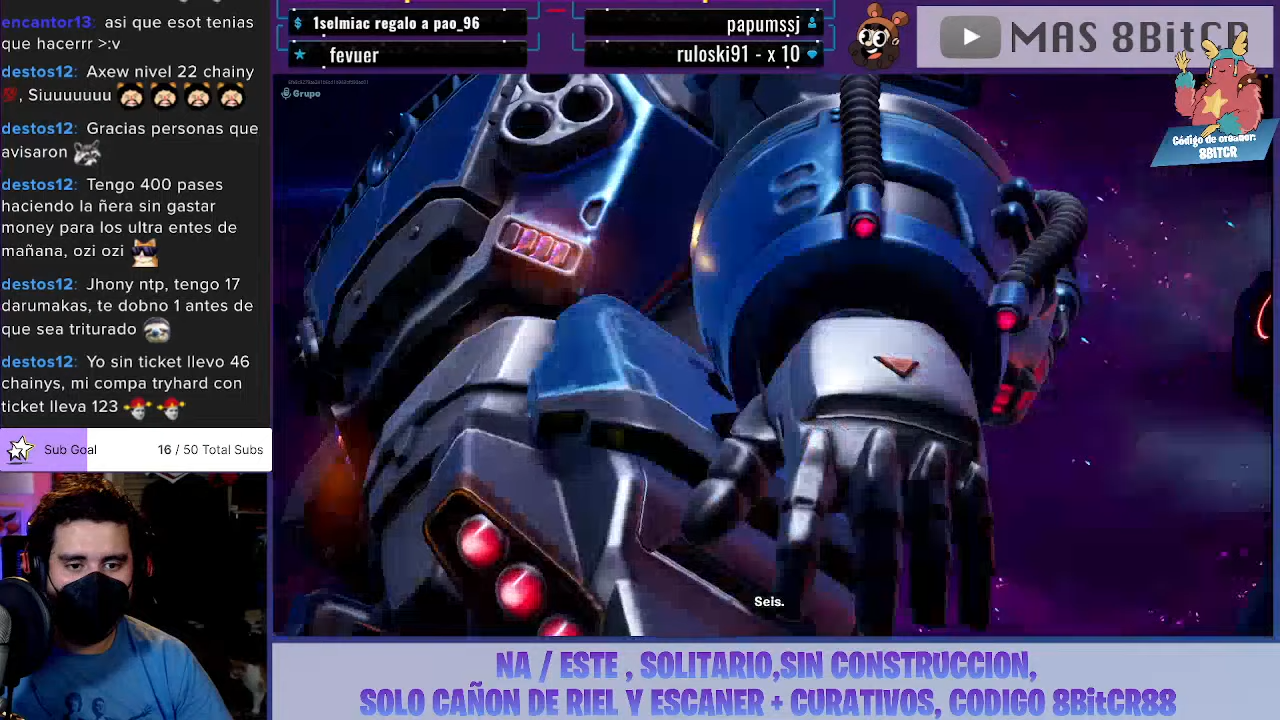 encantor13: asi que esot tenias
que hacerrr >:v
destos12: Axew nivel 22 chainy
💯, Siuuuuuuu
destos12: Gracias personas que
avisaron
destos12: Tengo 400 pases
haciendo la ñera sin gastar
money para los ultra entes de
mañana, ozi ozi
destos12: Jhony ntp, tengo 17
darumakas, te dobno 1 antes de
que sea triturado
destos12: Yo sin ticket llevo 46
chainys, mi compa tryhard con
ticket lleva 123
Sub Goal 16 / 50 Total Subs
1selmiac regalo a pao_96
fevuer
papumssj
ruloski91 - x 10
MAS 8BitCR
Código de creador:
8BITCR
Grupo
Seis.
NA / ESTE , SOLITARIO,SIN CONSTRUCCION,
SOLO CAÑON DE RIEL Y ESCANER + CURATIVOS, CODIGO 8BitCR88